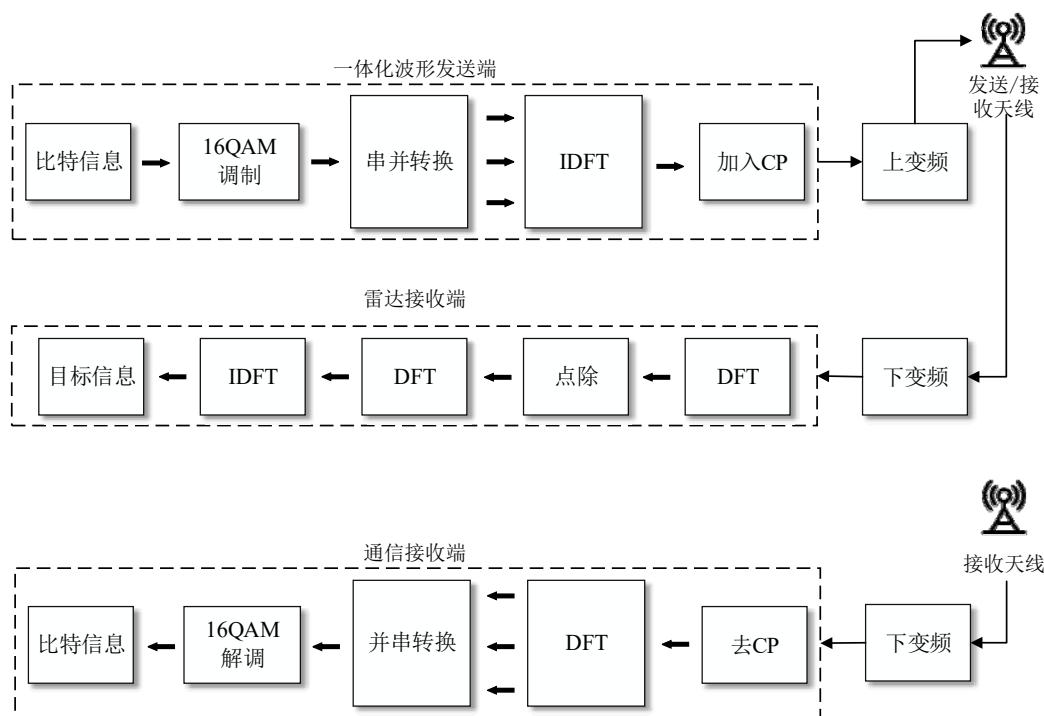 一体化波形发送端
发送/接
收天线
比特信息
16QAM
调制
串并转换
IDFT
加入CP
上变频
雷达接收端
目标信息
IDFT
DFT
点除
DFT
下变频
通信接收端
接收天线
比特信息
16QAM
解调
并串转换
DFT
去CP
下变频